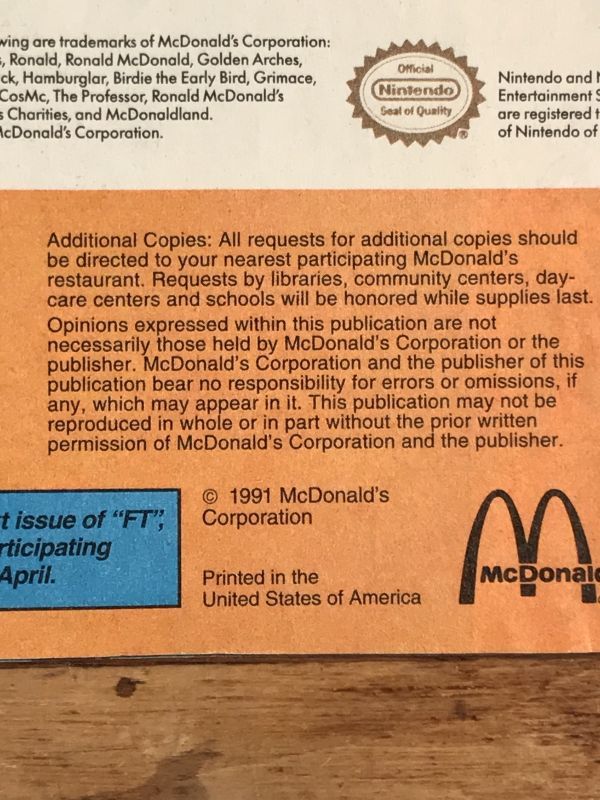 wing are trademarks of McDonald's Corporation:
, Ronald, Ronald McDonald, Golden Arches,
ck, Hamburglar, Birdie the Early Bird, Grimace,
CosMc, The Professor, Ronald McDonald's
s Charities, and McDonaldland.
McDonald's Corporation.
Official
Nintendo
Seal of Quality
®
Nintendo and N
Entertainment S
are registered t
of Nintendo of
Additional Copies: All requests for additional copies should
be directed to your nearest participating McDonald's
restaurant. Requests by libraries, community centers, day-
care centers and schools will be honored while supplies last.
Opinions expressed within this publication are not
necessarily those held by McDonald's Corporation or the
publisher. McDonald's Corporation and the publisher of this
publication bear no responsibility for errors or omissions, if
any, which may appear in it. This publication may not be
reproduced in whole or in part without the prior written
permission of McDonald's Corporation and the publisher.
t issue of "FT",
rticipating
April.
© 1991 McDonald's
Corporation
Printed in the
United States of America
McDonald